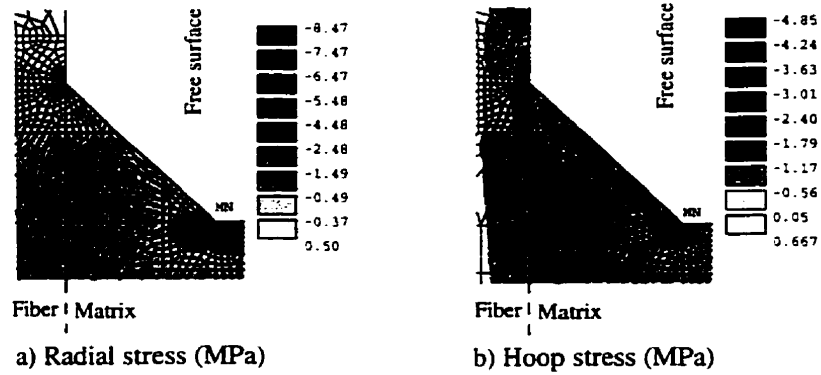 Free surface
-8.47
-7.47
-6.47
-5.48
-4.48
-2.48
-1.49
-0.49
-0.37
0.50
MN
Fiber Matrix
a) Radial stress (MPa)
Free surface
-4.85
-4.24
-3.63
-3.01
-2.40
-1.79
-1.17
-0.56
0.05
0.667
MN
Fiber Matrix
b) Hoop stress (MPa)